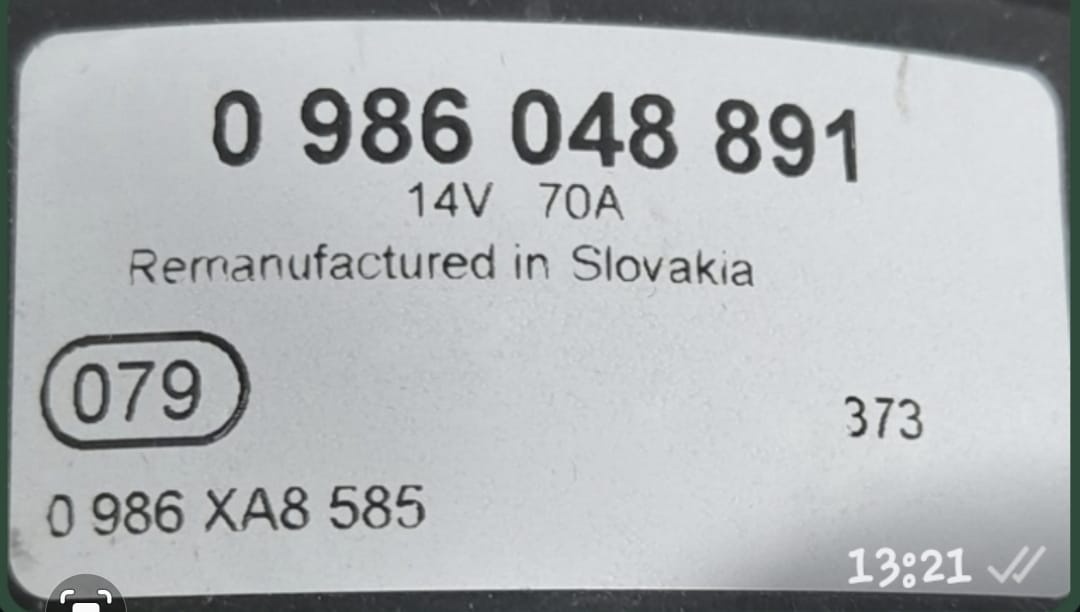 0 986 048 891
14V 70A
Remanufactured in Slovakia
079
373
0 986 XA8 585
13:21